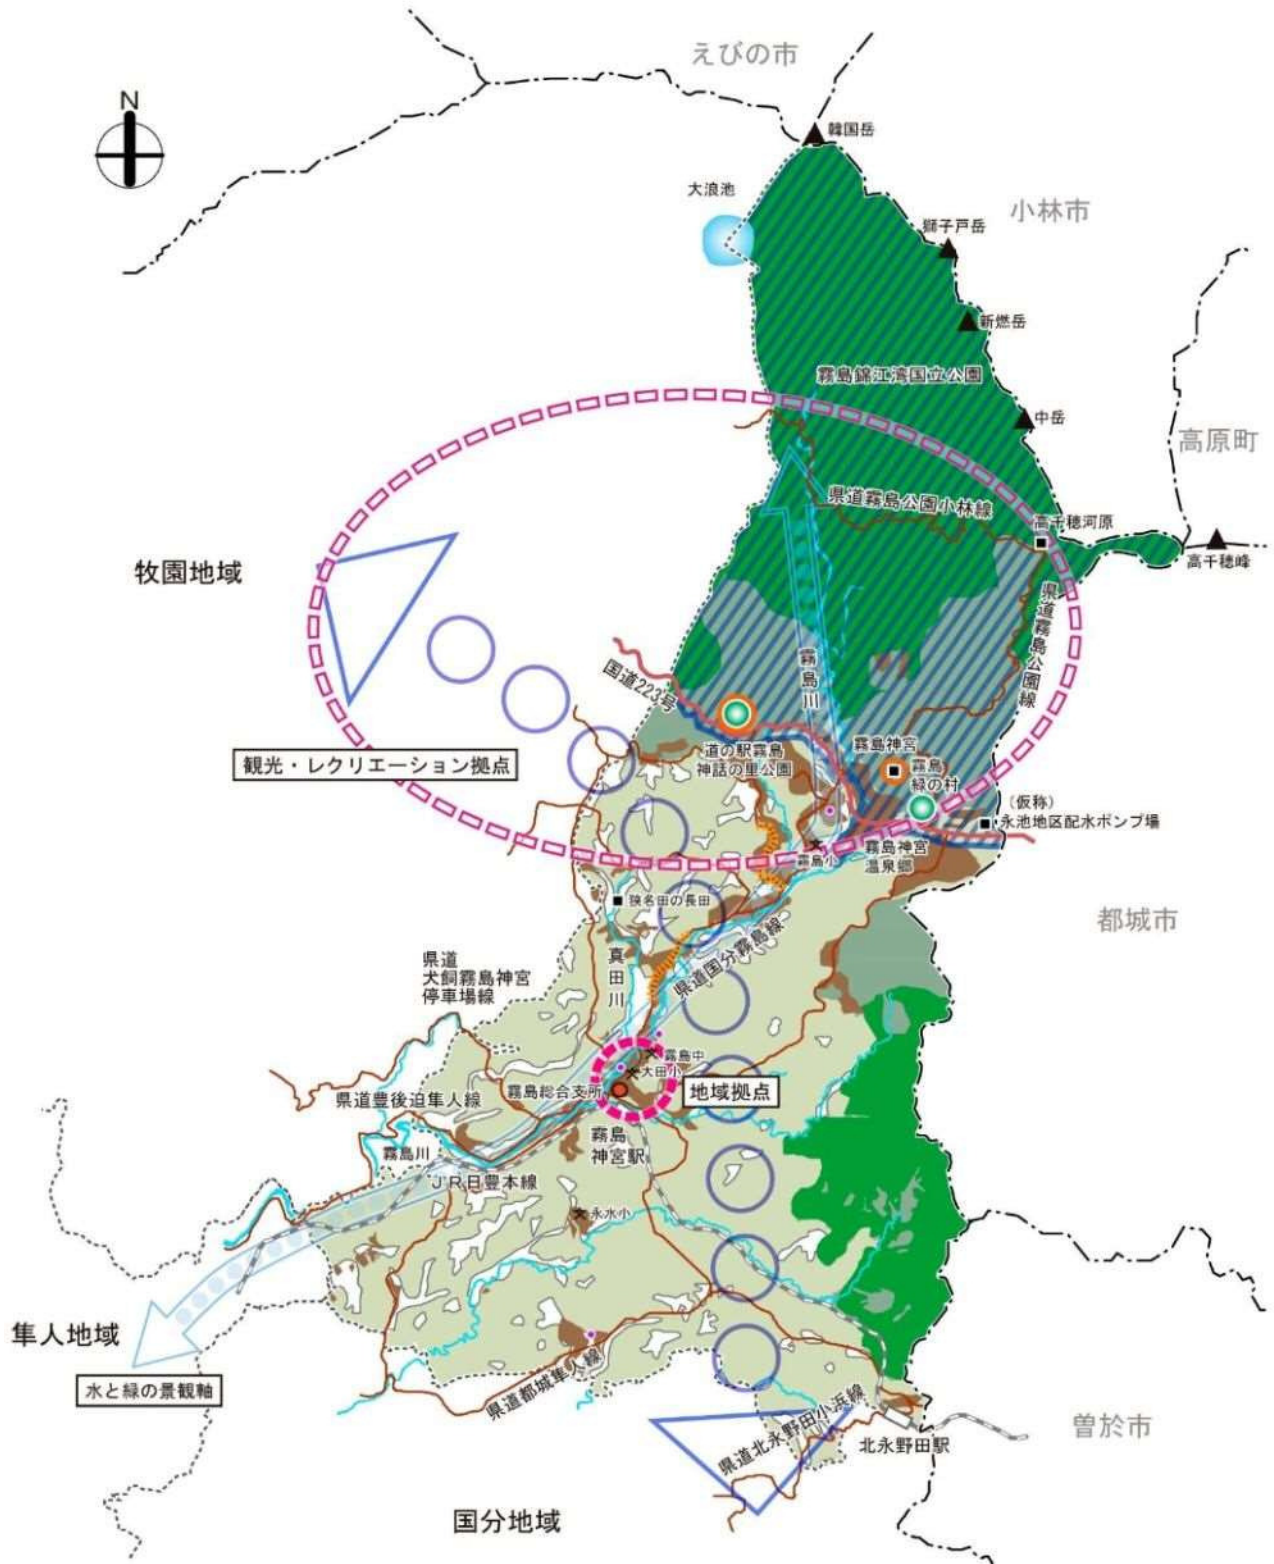 えびの市
N
韓国岳
大浪池
小林市
獅子戸岳
新燃岳
霧島錦江湾国立公園
中岳
高原町
県道霧島公園小林線
高千穂河原
高千穂峰
牧園地域
県道霧島公園線
霧島川
国道223号
霧島神宮
道の駅霧島
神話の里公園
観光・レクリエーション拠点
霧島
緑の村
(仮称)
永池地区配水ポンプ場
霧島小
霧島神宮
温泉郷
狭名田の長田
都城市
県道国分霧島線
真田川
県道
犬飼霧島神宮
停車場線
霧島中
大田小
霧島総合支所
地域拠点
県道豊後迫隼人線
霧島
神宮駅
霧島川
JR日豊本線
永水小
隼人地域
水と緑の景観軸
県道都城隼人線
県道北永野田小浜線
北永野田駅
曽於市
国分地域